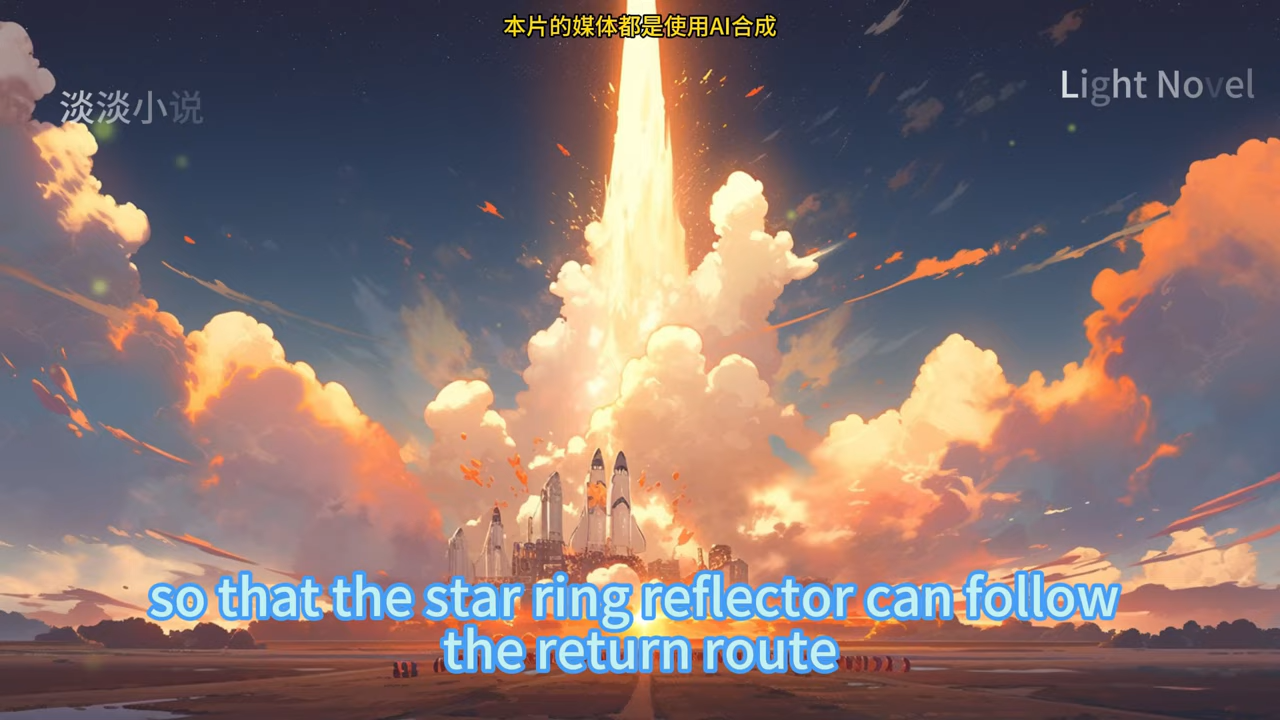 本片的媒体都是使用AI合成
Light Novel
淡淡小说
so that the star ring reflector can follow
the return route